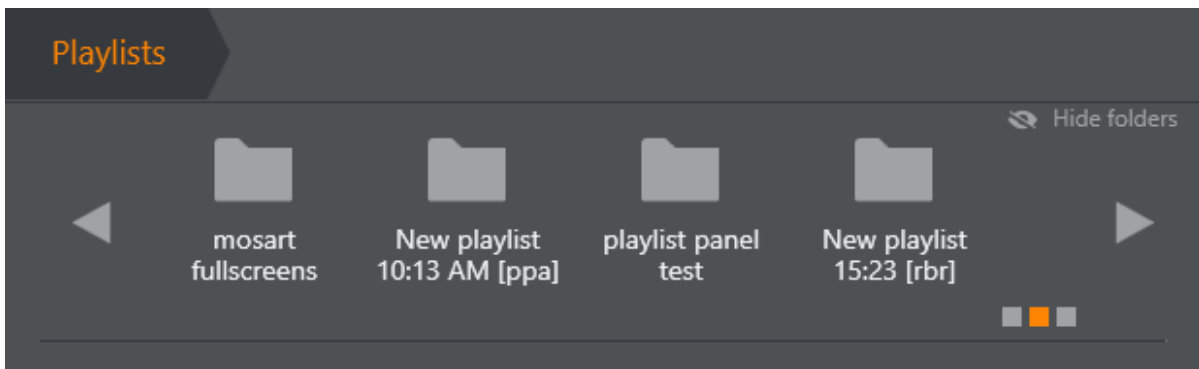 Playlists
Hide folders
mosart
fullscreens
New playlist
10:13 AM [ppa]
playlist panel
test
New playlist
15:23 [rbr]